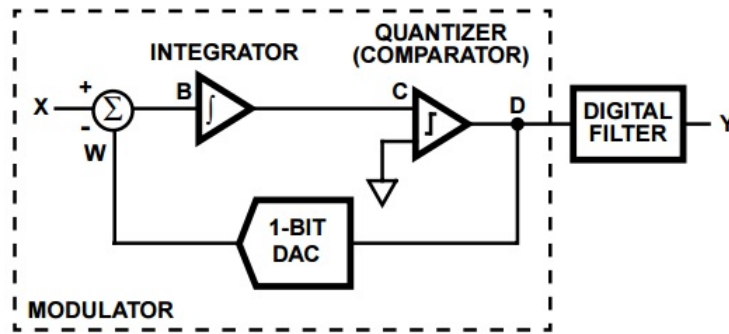 INTEGRATOR
QUANTIZER
(COMPARATOR)
X
+
-
Σ
W
B
∫
C
D
DIGITAL
FILTER
Y
1-BIT
DAC
MODULATOR